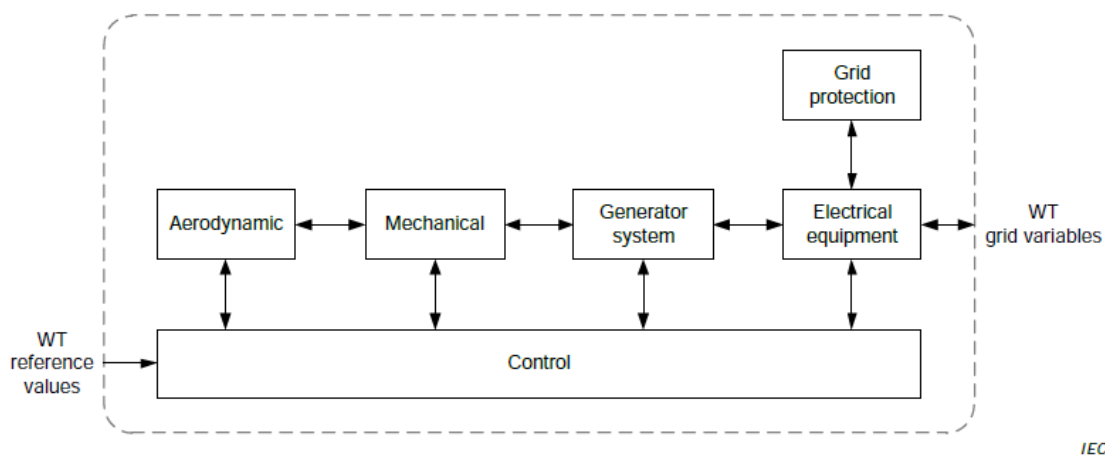 Grid
protection
Aerodynamic
Mechanical
Generator
system
Electrical
equipment
WT
grid variables
WT
reference
values
Control
IEC